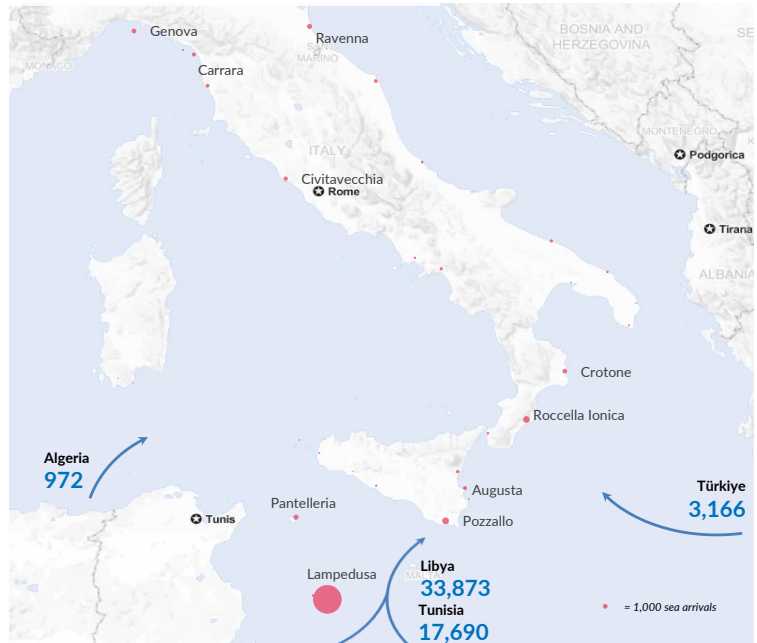 Genova
Ravenna
BOSNIA AND
HERZEGOVINA
SE
SAN
MARINO
MONACO
Carrara
MONTENEGRO
K
ITALY
Podgorica
Civitavecchia
Rome
Tirana
ALBANIA
Crotone
Roccella Ionica
Algeria
972
Augusta
Türkiye
3,166
Pantelleria
Tunis
Pozzallo
Lampedusa
Libya
33,873
MALTA
Tunisia
17,690
= 1,000 sea arrivals